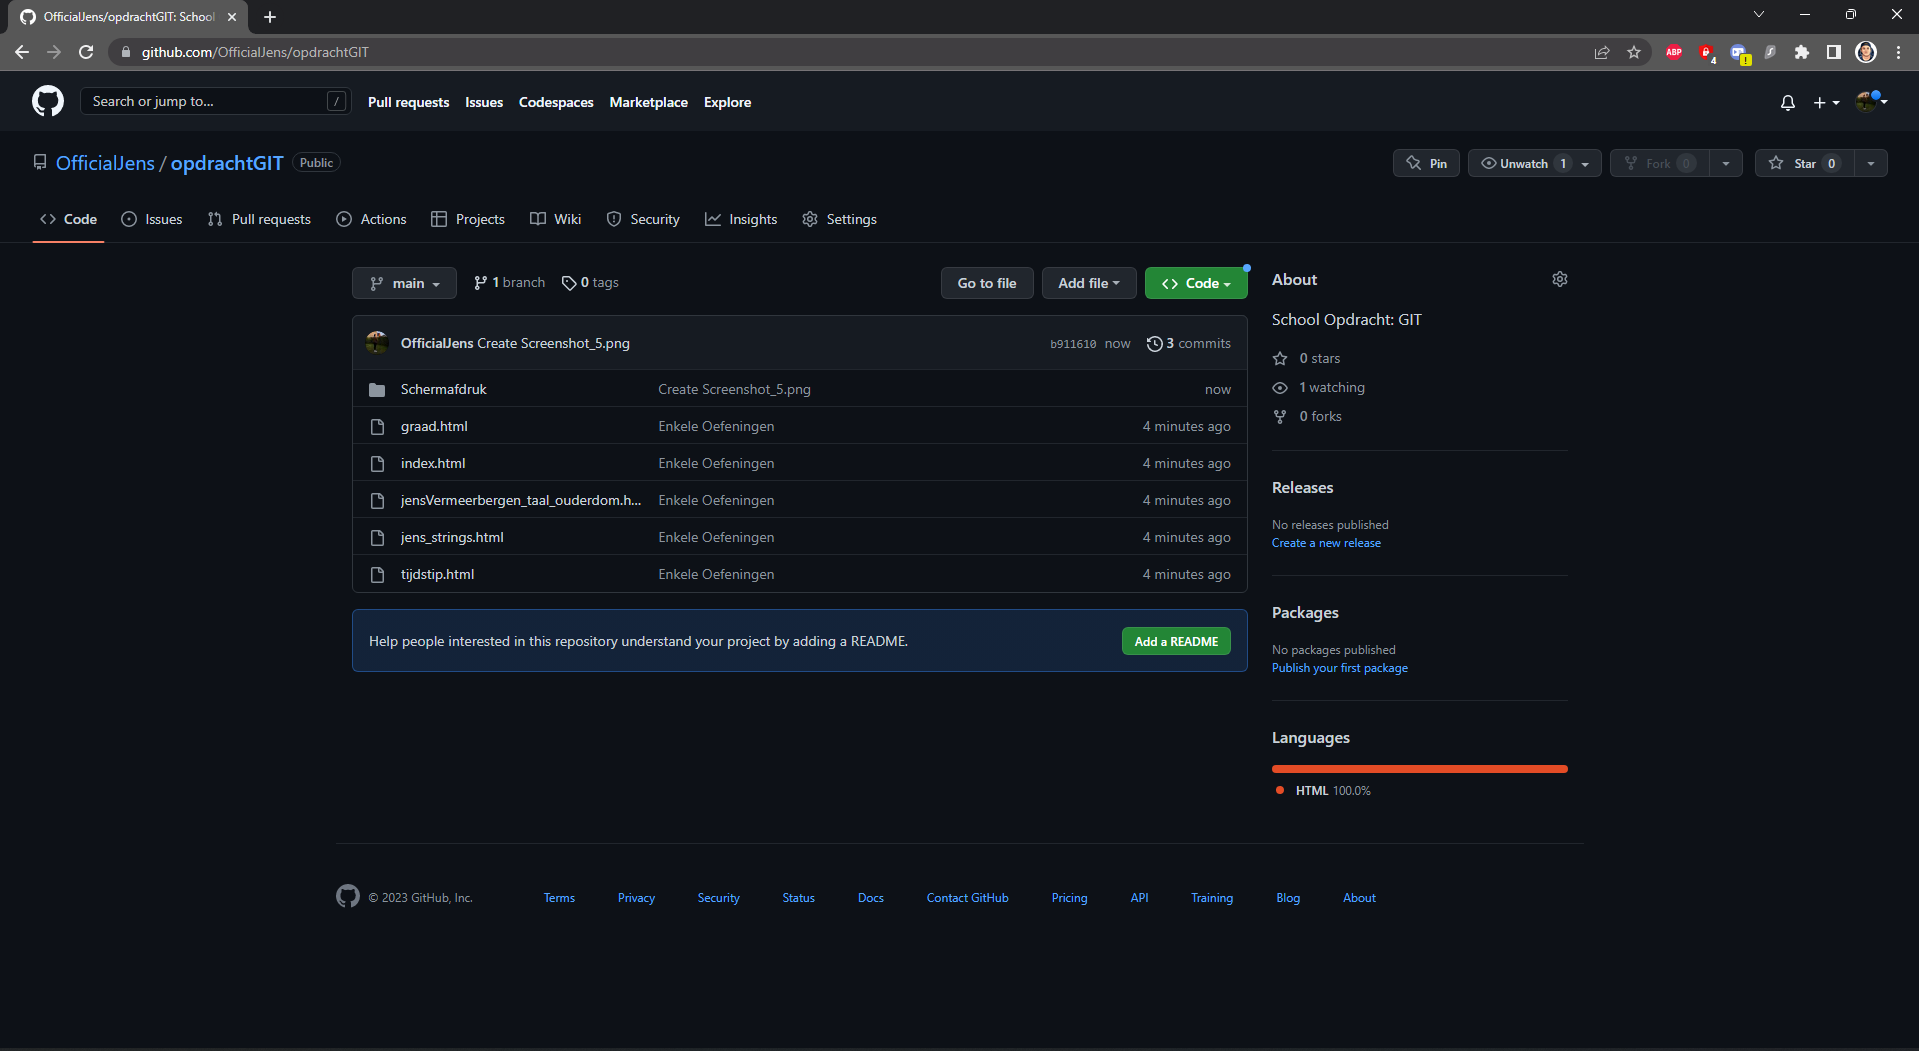 OfficialJens/opdrachtGIT: School
github.com/OfficialJens/opdrachtGIT
ABP
4
Search or jump to...
/
Pull requests Issues Codespaces Marketplace Explore
OfficialJens / opdrachtGIT Public
Pin
Unwatch 1
Fork 0
Star 0
Code Issues Pull requests Actions Projects Wiki Security Insights Settings
main 1 branch 0 tags
Go to file Add file Code
OfficialJens Create Screenshot_5.png b911610 now 3 commits
Schermafdruk Create Screenshot_5.png now
graad.html Enkele Oefeningen 4 minutes ago
index.html Enkele Oefeningen 4 minutes ago
jensVermeerbergen_taal_ouderdom.h... Enkele Oefeningen 4 minutes ago
jens_strings.html Enkele Oefeningen 4 minutes ago
tijdstip.html Enkele Oefeningen 4 minutes ago
Help people interested in this repository understand your project by adding a README. Add a README
About
School Opdracht: GIT
0 stars
1 watching
0 forks
Releases
No releases published
Create a new release
Packages
No packages published
Publish your first package
Languages
HTML 100.0%
© 2023 GitHub, Inc. Terms Privacy Security Status Docs Contact GitHub Pricing API Training Blog About